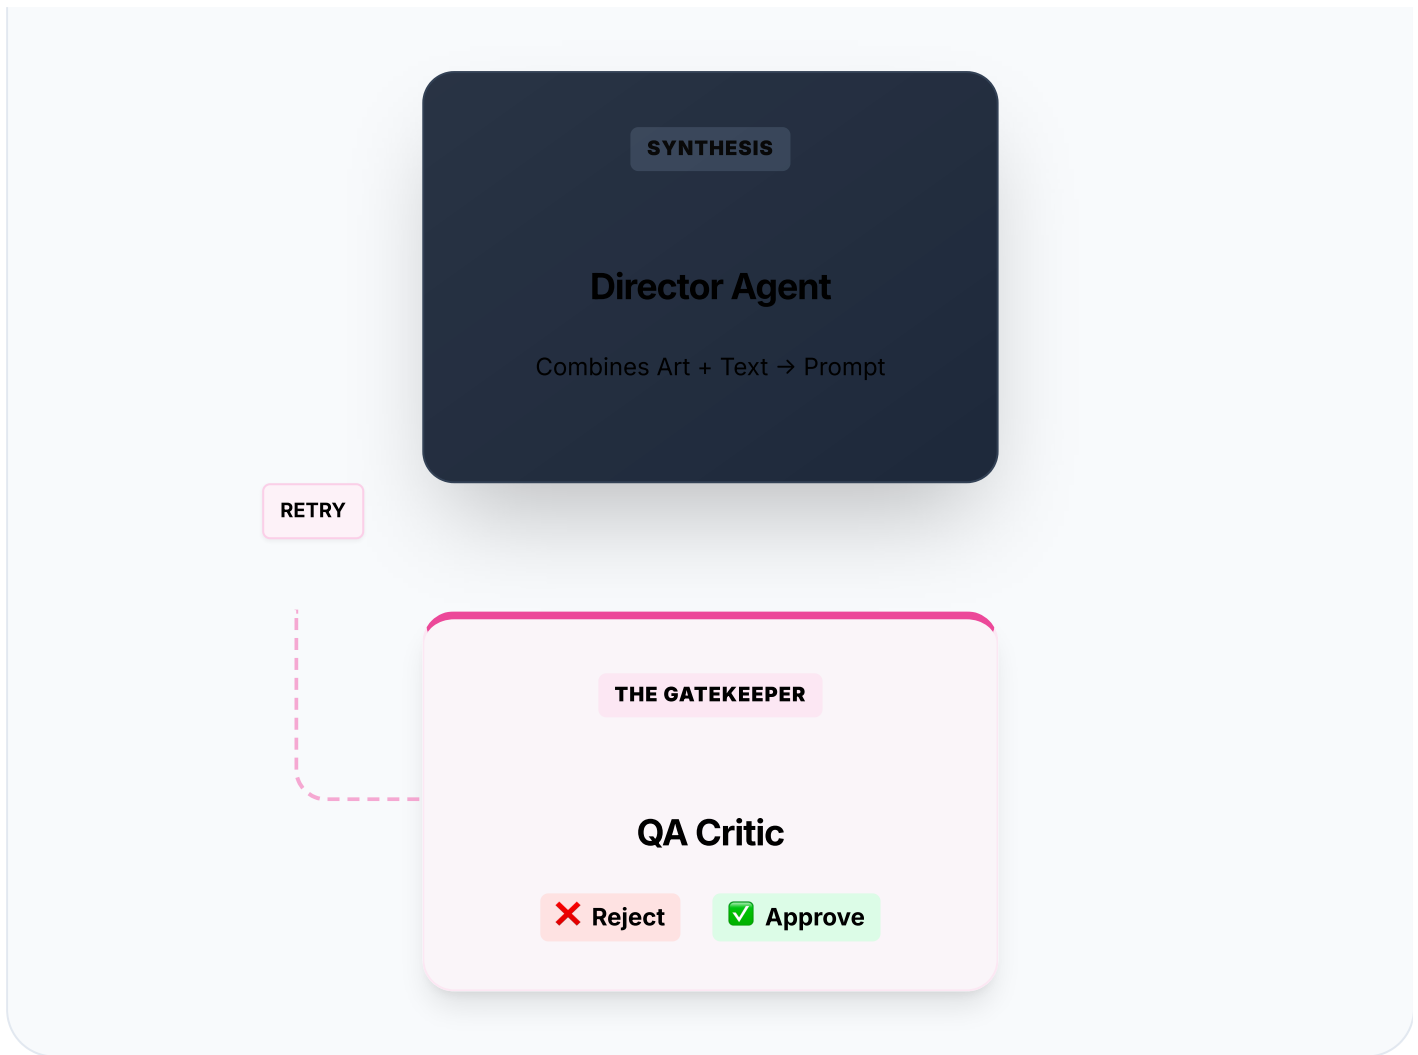 SYNTHESIS
Director Agent
Combines Art + Text → Prompt
RETRY
THE GATEKEEPER
QA Critic
❌ Reject ✅ Approve